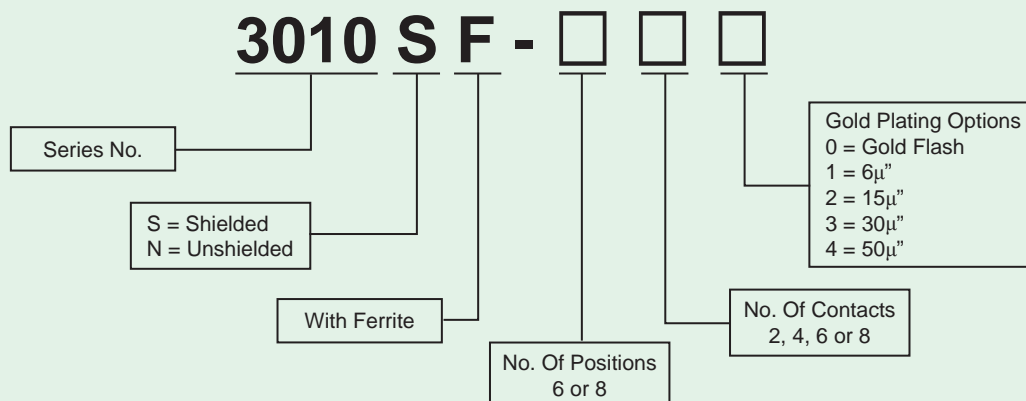 3010 S F - □ □ □
Series No.
S = Shielded
N = Unshielded
With Ferrite
No. Of Positions
6 or 8
No. Of Contacts
2, 4, 6 or 8
Gold Plating Options
0 = Gold Flash
1 = 6µ”
2 = 15µ”
3 = 30µ”
4 = 50µ”